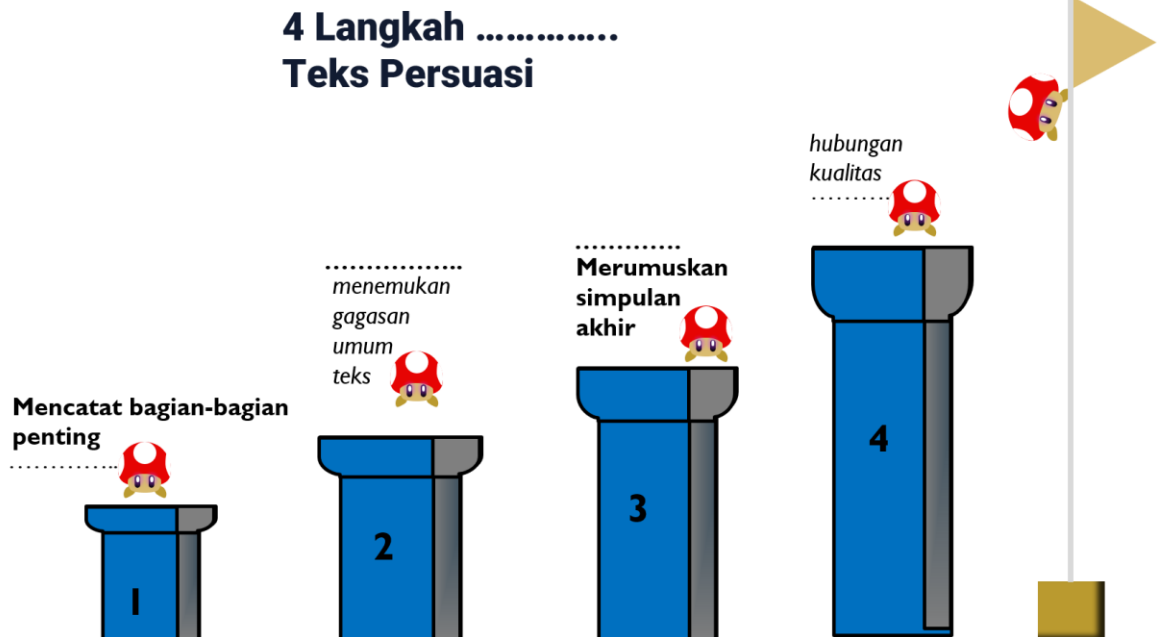 4 Langkah ..............
Teks Persuasi
Mencatat bagian-bagian
penting
..............
1
.................
menemukan
gagasan
umum
teks
2
.............
Merumuskan
simpulan
akhir
3
hubungan
kualitas
..........
4